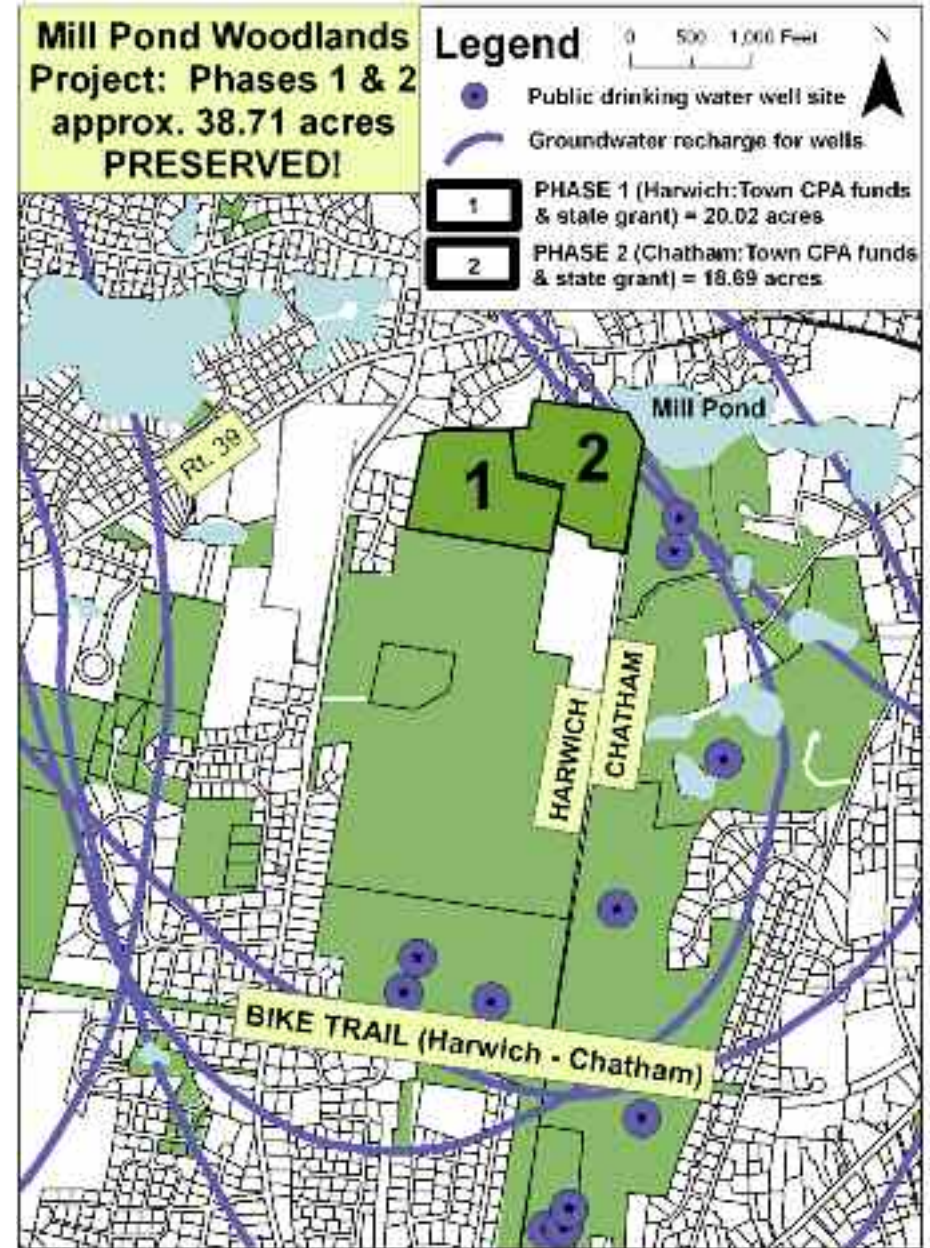 Mill Pond Woodlands
Project: Phases 1 & 2
approx. 38.71 acres
PRESERVED!
Legend
0 500 1,000 Feet
N
Public drinking water well site
Groundwater recharge for wells
1
PHASE 1 (Harwich: Town CPA funds
& state grant) = 20.02 acres
2
PHASE 2 (Chatham: Town CPA funds
& state grant) = 18.69 acres
Mill Pond
Rt. 39
1
2
HARWICH
CHATHAM
BIKE TRAIL (Harwich - Chatham)